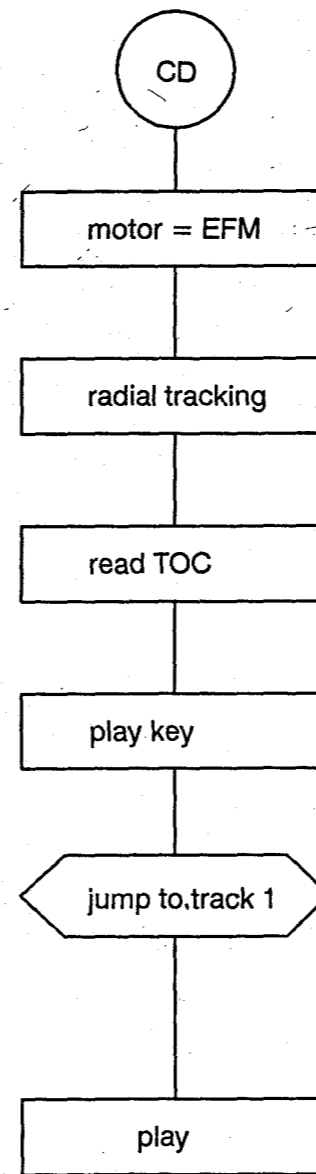 CD
motor = EFM
radial tracking
read TOC
play key
jump to track 1
play